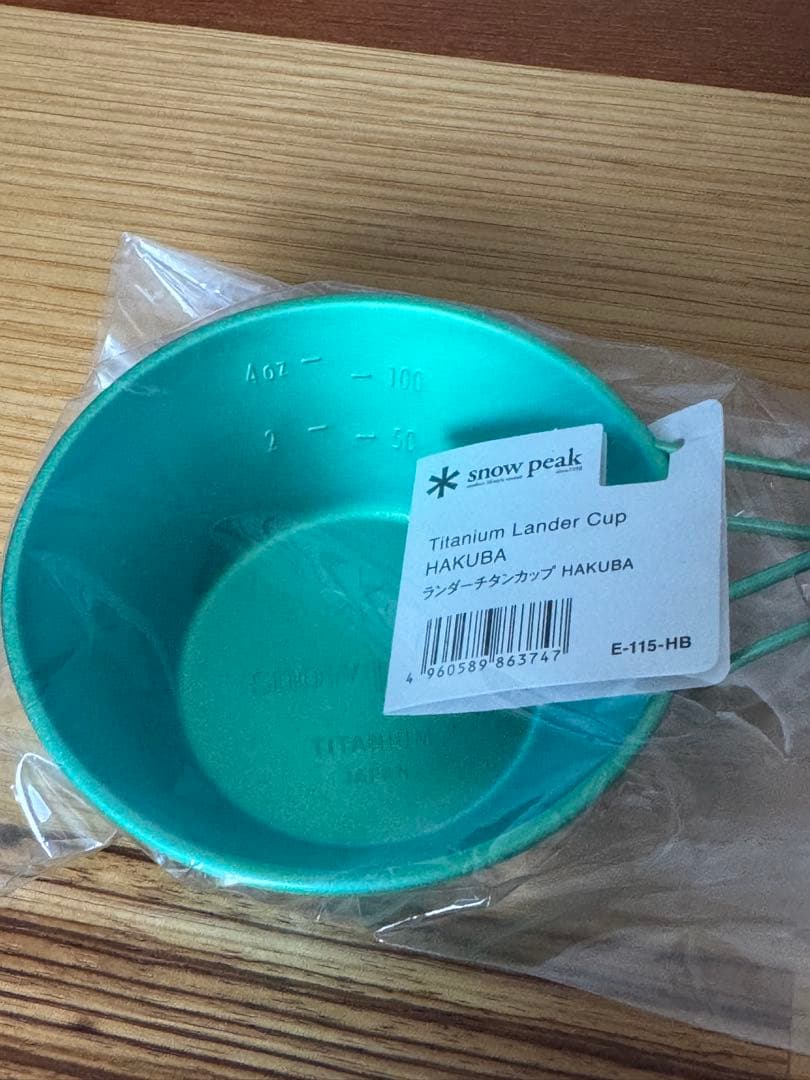 4oz 100
2 50
snow peak
Titanium Lander Cup
HAKUBA
ランダーチタンカップ HAKUBA
4 960589 863747
E-115-HB
SNOW
TITANIUM
JAPAN